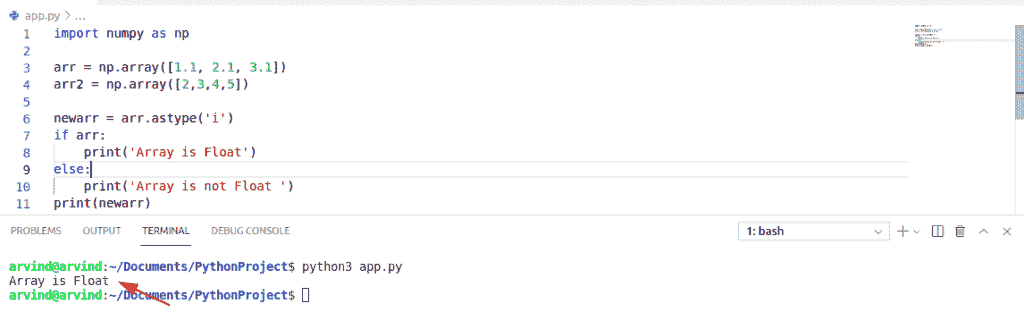 app.py > ...
1 import numpy as np
2
3 arr = np.array([1.1, 2.1, 3.1])
4 arr2 = np.array([2,3,4,5])
5
6 newarr = arr.astype('i')
7 if arr:
8     print('Array is Float')
9 else:
10     print('Array is not Float ')
11 print(newarr)
PROBLEMS OUTPUT TERMINAL DEBUG CONSOLE 1: bash
arvind@arvind:~/Documents/PythonProject$ python3 app.py
Array is Float
arvind@arvind:~/Documents/PythonProject$